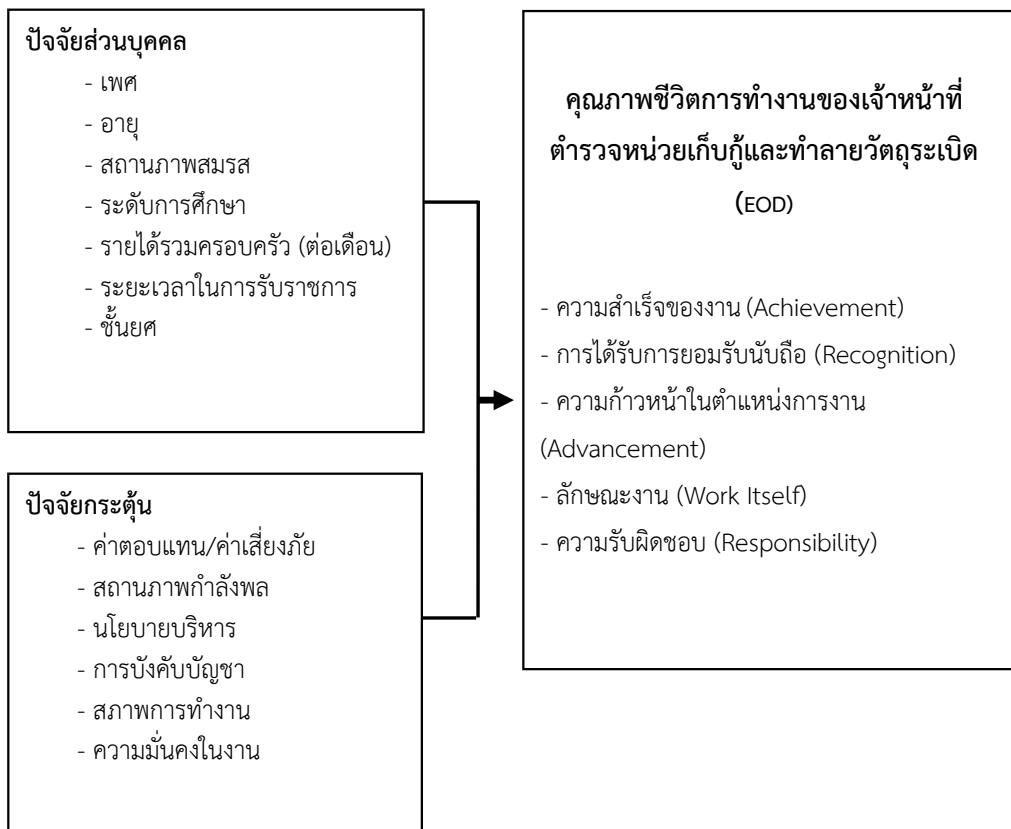 ปัจจัยส่วนบุคคล
- เพศ
- อายุ
- สถานภาพสมรส
- ระดับการศึกษา
- รายได้รวมครอบครัว (ต่อเดือน)
- ระยะเวลาในการรับราชการ
- ชั้นยศ
ปัจจัยกระตุ้น
- ค่าตอบแทน/ค่าเสี่ยงภัย
- สถานภาพกำลังพล
- นโยบายบริหาร
- การบังคับบัญชา
- สภาพการทำงาน
- ความมั่นคงในงาน
คุณภาพชีวิตการทำงานของเจ้าหน้าที่
ตำรวจหน่วยเก็บกู้และทำลายวัตถุระเบิด
(EOD)
- ความสำเร็จของงาน (Achievement)
- การได้รับการยอมรับนับถือ (Recognition)
- ความก้าวหน้าในตำแหน่งการงาน
(Advancement)
- ลักษณะงาน (Work Itself)
- ความรับผิดชอบ (Responsibility)